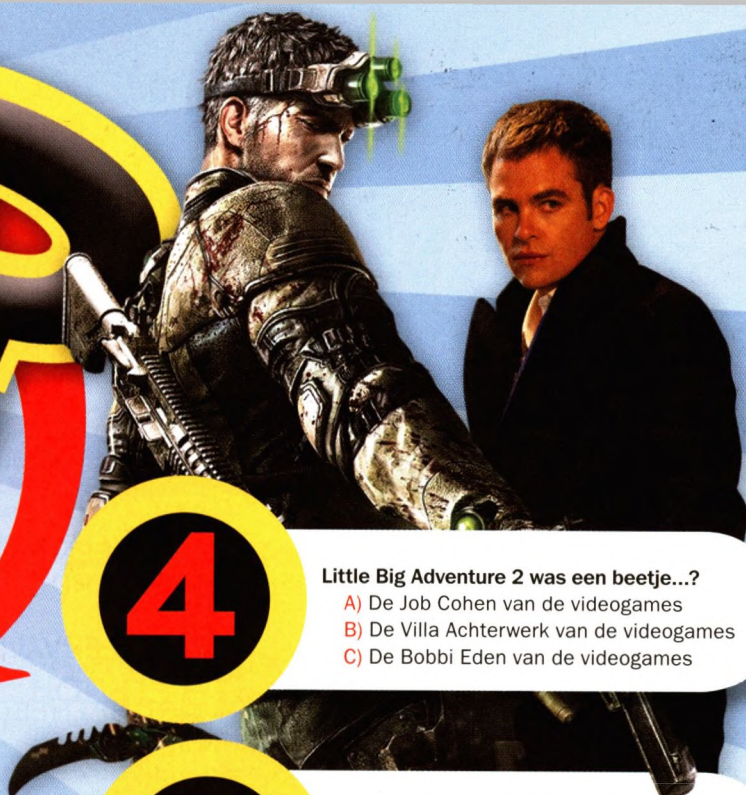 4
Little Big Adventure 2 was een beetje...?
A) De Job Cohen van de videogames
B) De Villa Achterwerk van de videogames
C) De Bobbi Eden van de videogames